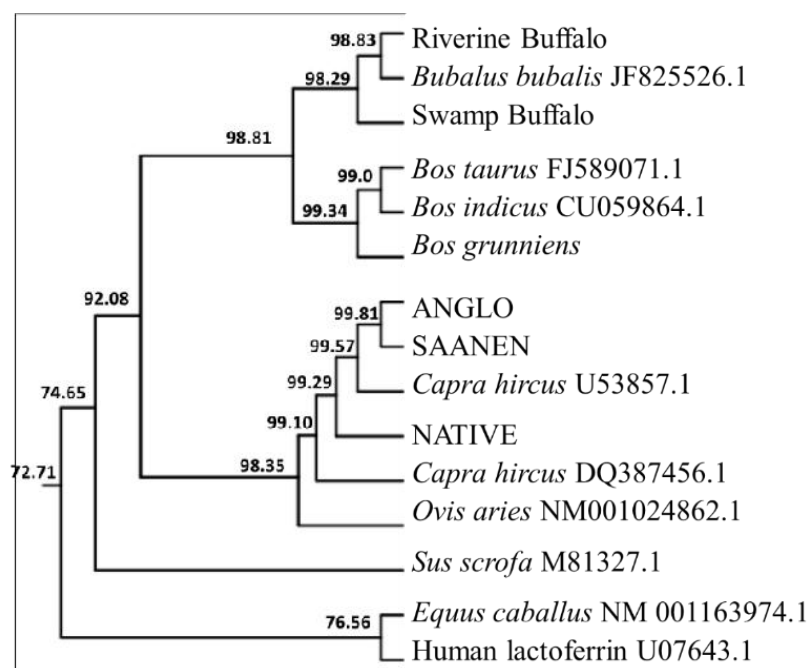 98.83 Riverine Buffalo
98.29 Bubalus bubalis JF825526.1
Swamp Buffalo
98.81
99.0 Bos taurus FJ589071.1
Bos indicus CU059864.1
99.34
Bos grunniens
92.08
99.81 ANGLO
SAANEN
99.57
Capra hircus U53857.1
99.29
74.65
99.10 NATIVE
98.35
72.71
Capra hircus DQ387456.1
Ovis aries NM001024862.1
Sus scrofa M81327.1
76.56 Equus caballus NM 001163974.1
Human lactoferrin U07643.1